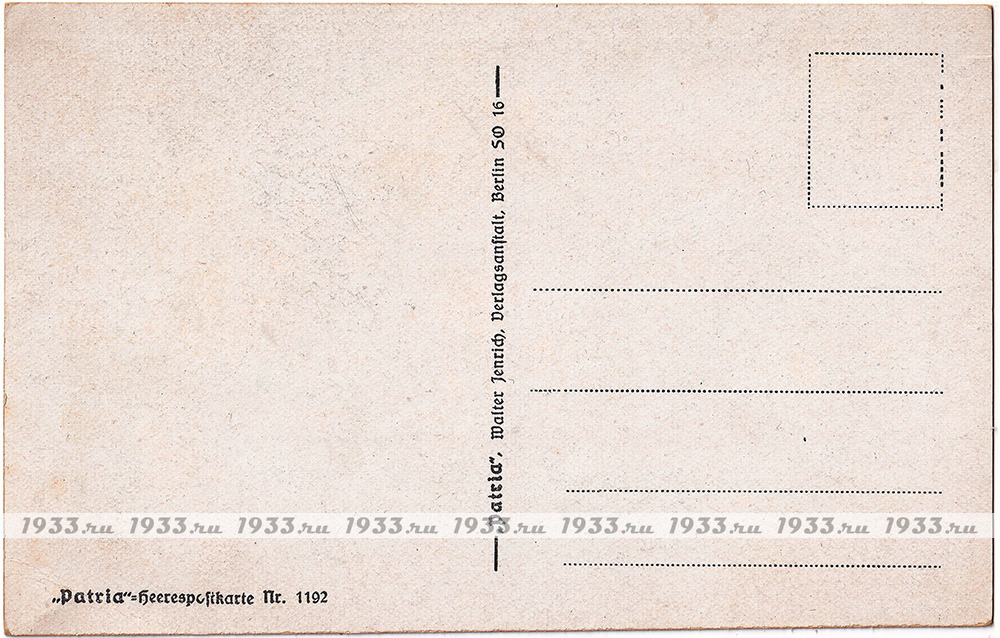 „Patria“, Walter Jenrich, Verlagsanstalt, Berlin SO 16
1933.ru 1933.ru 1933.ru 1933.ru 1933.ru 1933.ru 1933.ru 1933.ru 1933.ru
„Patria“=Heerespostkarte Nr. 1192